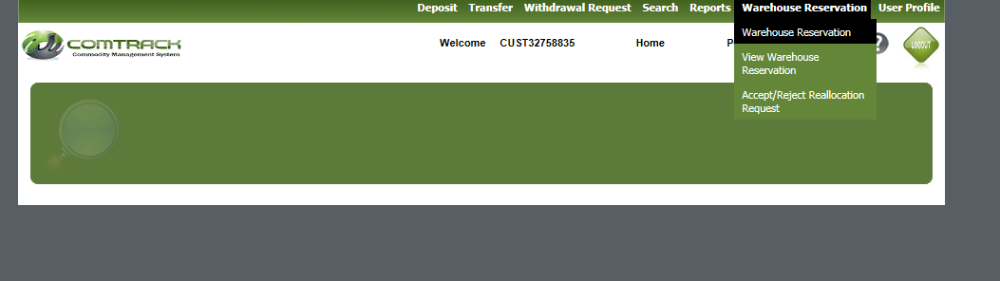 Deposit Transfer Withdrawal Request Search Reports Warehouse Reservation User Profile
COMTRACK
Commodity Management System
Welcome CUST32758835 Home P
Warehouse Reservation
?
LOGOUT
View Warehouse
Reservation
Accept/Reject Reallocation
Request